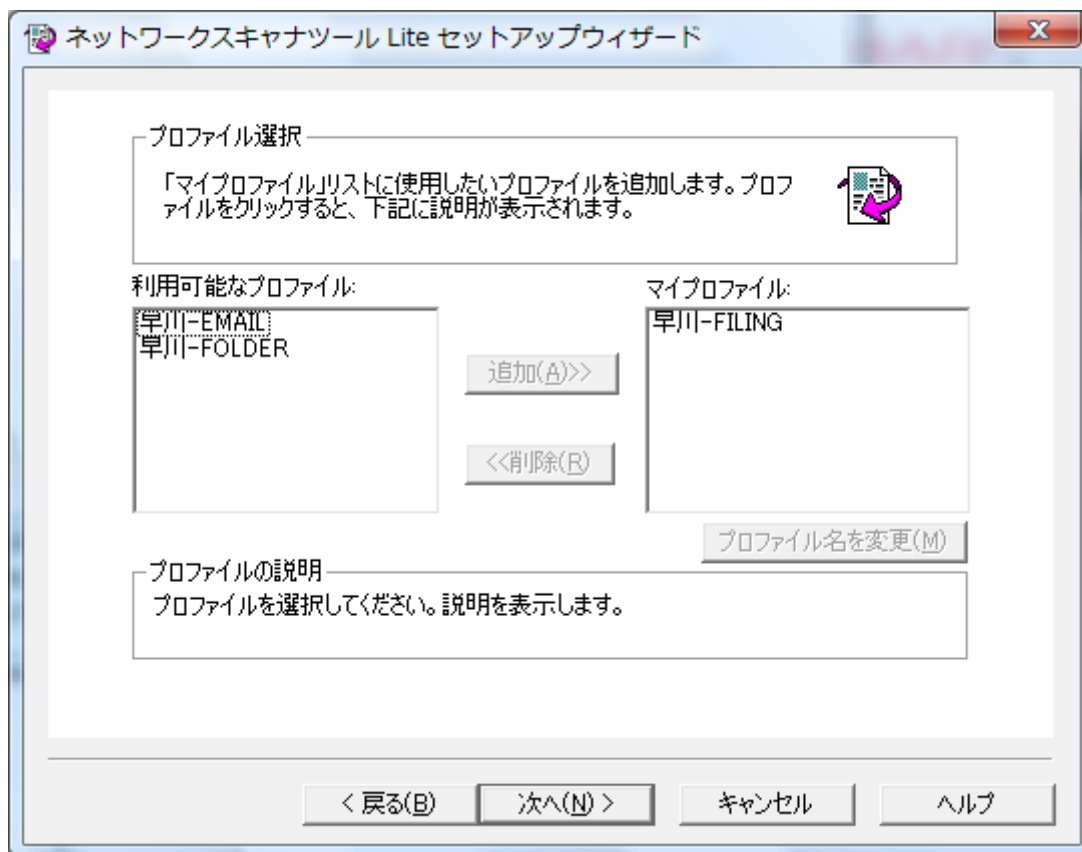 ネットワークスキャナツール Lite セットアップウィザード
プロファイル選択
「マイプロファイル」リストに使用したいプロファイルを追加します。プロフ
ァイルをクリックすると、下記に説明が表示されます。
利用可能なプロファイル:
早川-EMAIL
早川-FOLDER
追加(A)>>
<<削除(R)
マイプロファイル:
早川-FILING
プロファイル名を変更(M)
プロファイルの説明
プロファイルを選択してください。説明を表示します。
< 戻る(B)
次へ(N) >
キャンセル
ヘルプ